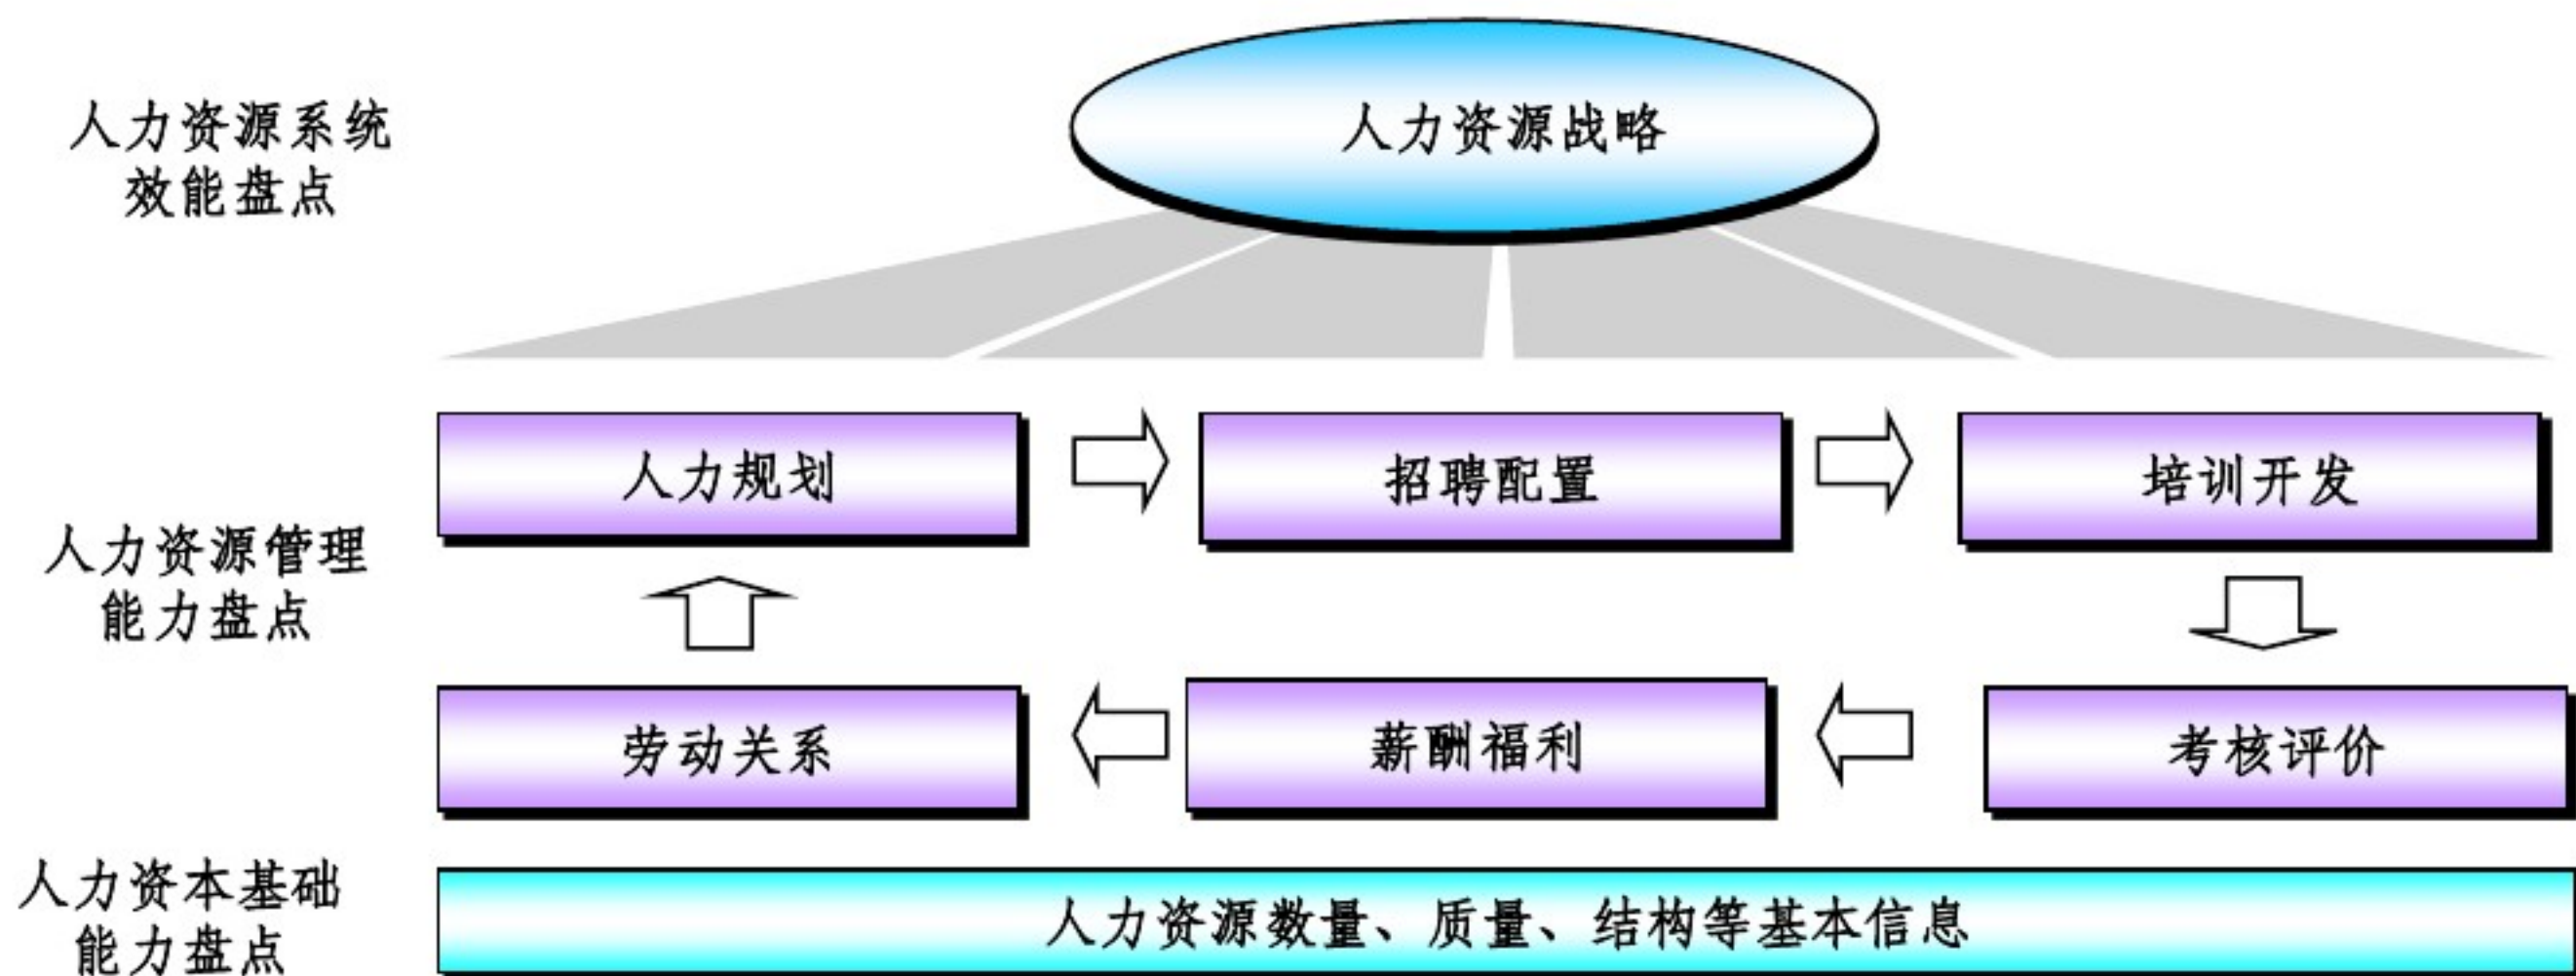 人力资源系统
效能盘点
人力资源战略
人力规划
招聘配置
培训开发
人力资源管理
能力盘点
劳动关系
薪酬福利
考核评价
人力资本基础
能力盘点
人力资源数量、质量、结构等基本信息